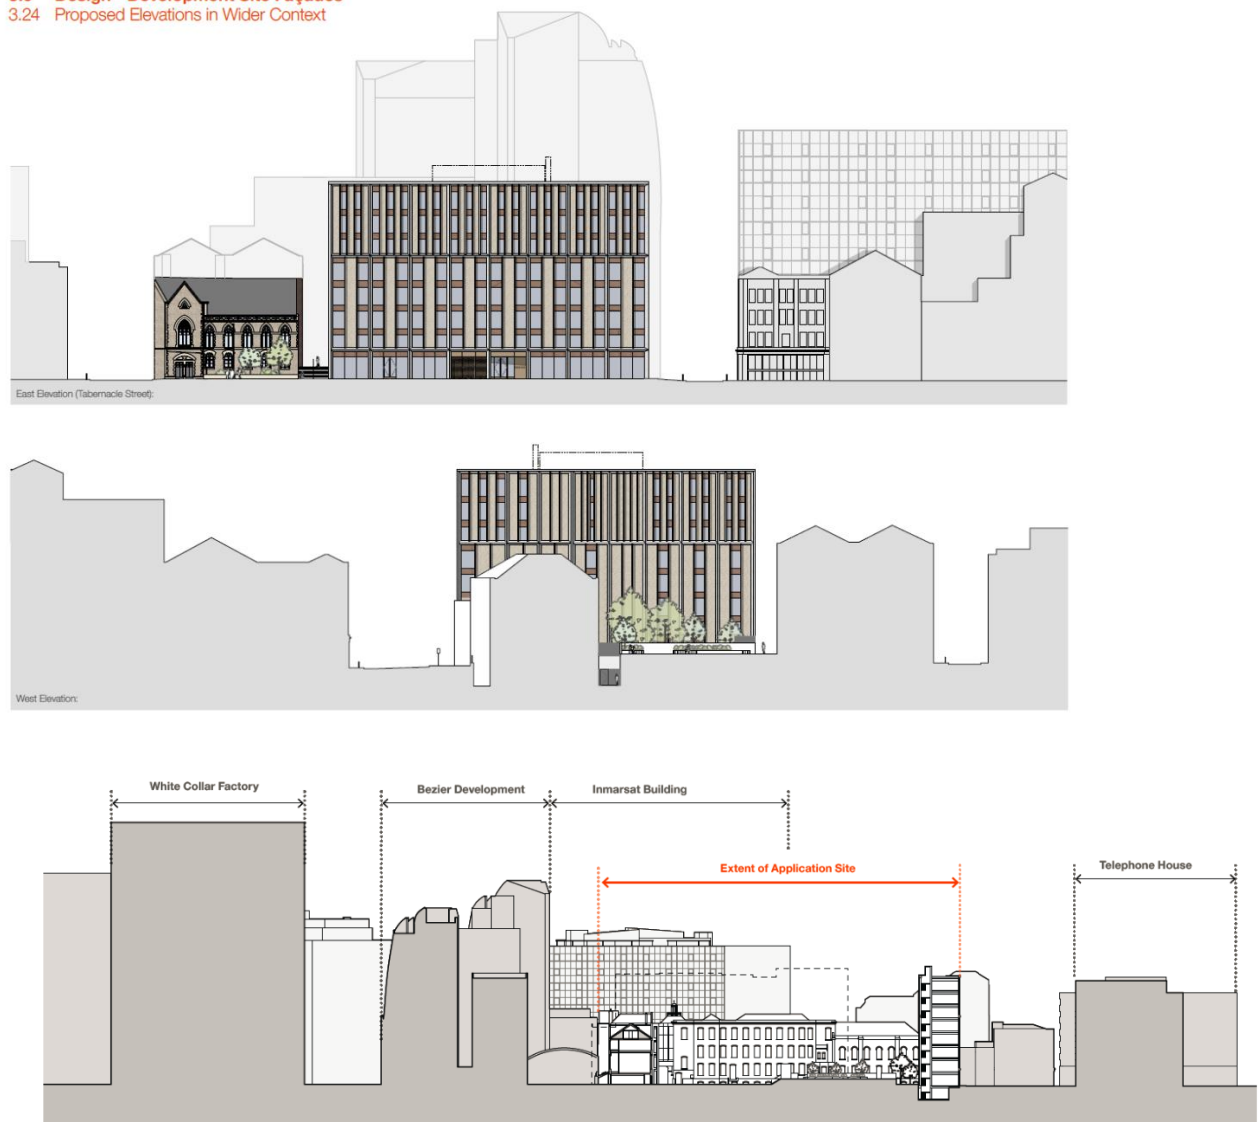 3.24 Proposed Elevations in Wider Context
East Elevation (Tabernacle Street):
West Elevation:
White Collar Factory
Bezier Development
Inmarsat Building
Extent of Application Site
Telephone House